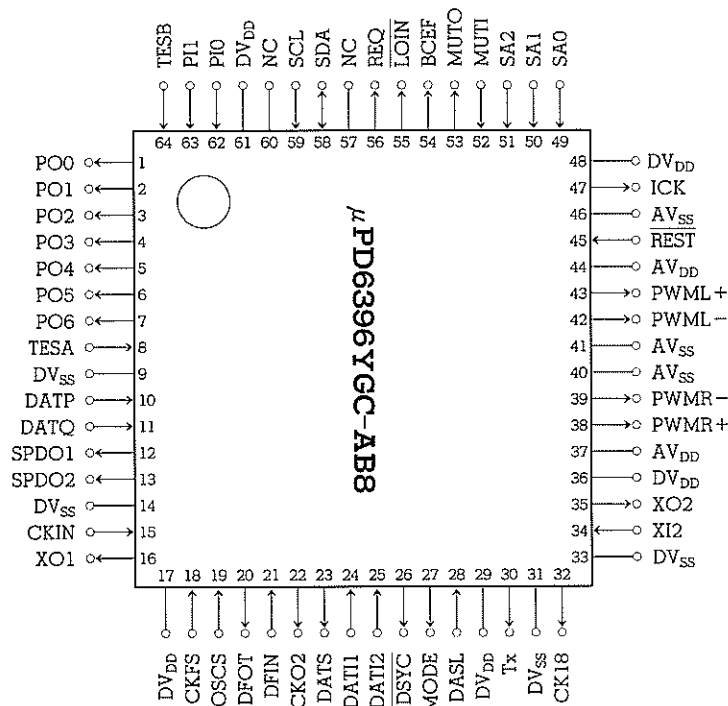 TESB
PI1
PI0
DVDD
NC
SCL
SDA
NC
REQ
LOIN
BCEF
MUTO
MUTI
SA2
SA1
SA0
64 63 62 61 60 59 58 57 56 55 54 53 52 51 50 49
PO0 1
PO1 2
PO2 3
PO3 4
PO4 5
PO5 6
PO6 7
TESA 8
DVSS 9
DATP 10
DATQ 11
SPDO1 12
SPDO2 13
DVSS 14
CKIN 15
XO1 16
μPD6396YGC-AB8
48 DVDD
47 ICK
46 AVSS
45 REST
44 AVDD
43 PWML+
42 PWML−
41 AVSS
40 AVSS
39 PWMR−
38 PWMR+
37 AVDD
36 DVDD
35 XO2
34 XI2
33 DVSS
17 18 19 20 21 22 23 24 25 26 27 28 29 30 31 32
DVDD
CKFS
OSCS
DFOT
DFIN
CKO2
DATS
DATI1
DATI2
DSYC
MODE
DASL
DVDD
Tx
DVSS
CK18